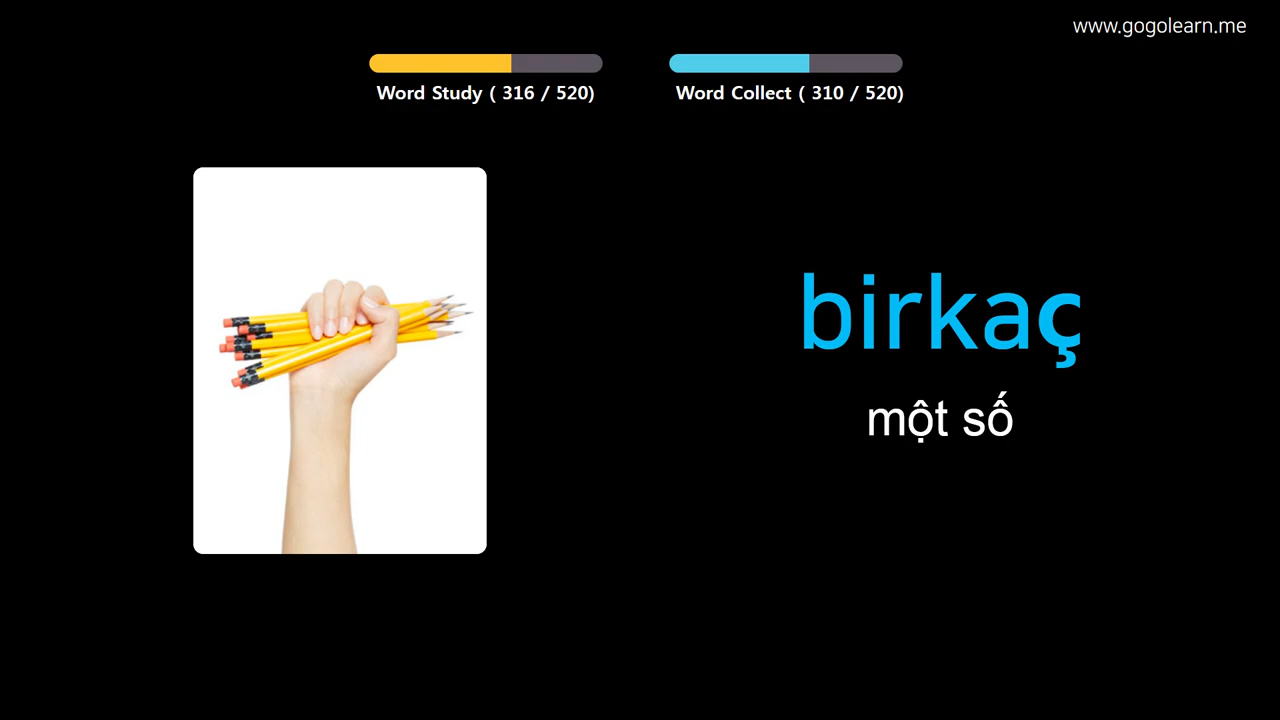 www.gogolearn.me
Word Study ( 316 / 520)
Word Collect ( 310 / 520)
birkaç
một số